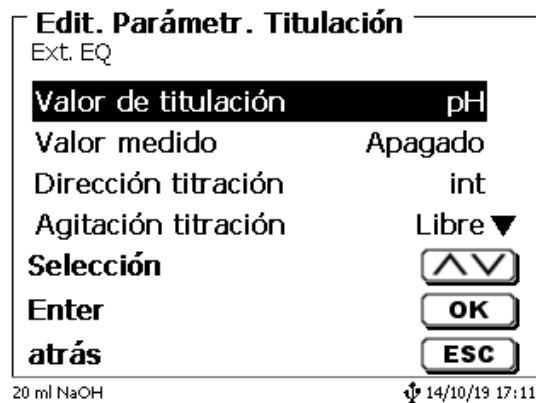 Edit. Parámetr. Titulación
Ext. EQ
Valor de titulación pH
Valor medido Apagado
Dirección titración int
Agitación titración Libre ▼
Selección
Enter OK
atrás ESC
20 ml NaOH 14/10/19 17:11